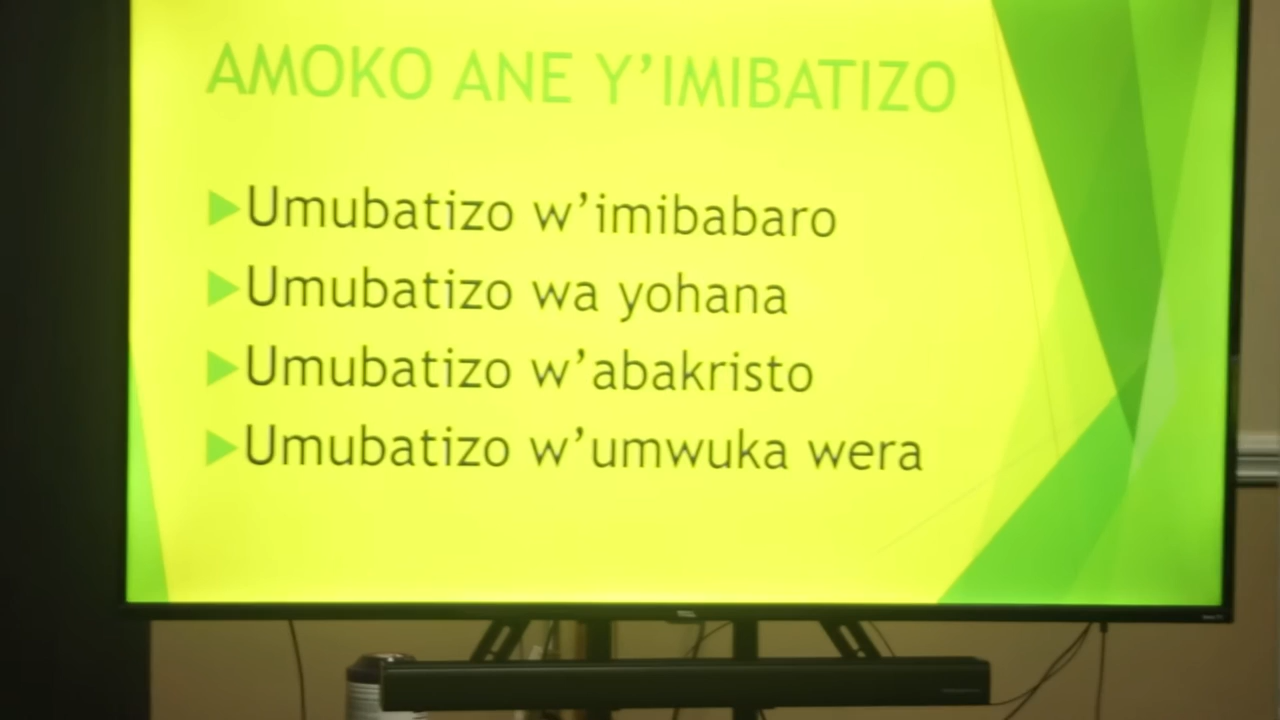 AMOKO ANE Y’IMIBATIZO
Umubatizo w’imibabaro
Umubatizo wa yohana
Umubatizo w’abakristo
Umubatizo w’umwuka wera